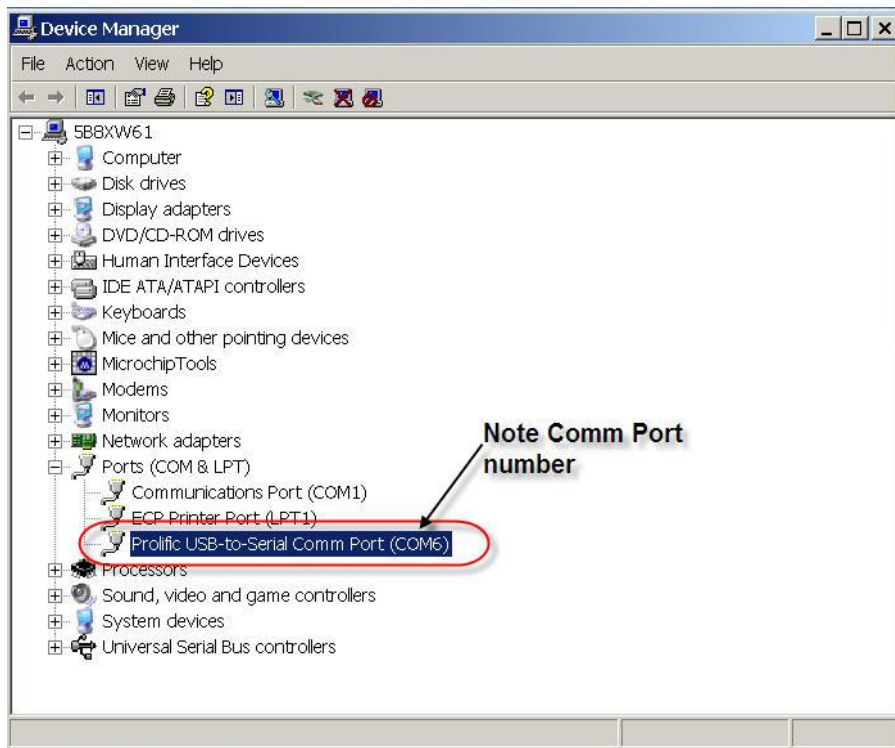 Device Manager
File Action View Help
5B8XW61
Computer
Disk drives
Display adapters
DVD/CD-ROM drives
Human Interface Devices
IDE ATA/ATAPI controllers
Keyboards
Mice and other pointing devices
MicrochipTools
Modems
Monitors
Network adapters
Ports (COM & LPT)
Communications Port (COM1)
ECP Printer Port (LPT1)
Prolific USB-to-Serial Comm Port (COM6)
Processors
Sound, video and game controllers
System devices
Universal Serial Bus controllers
Note Comm Port
number